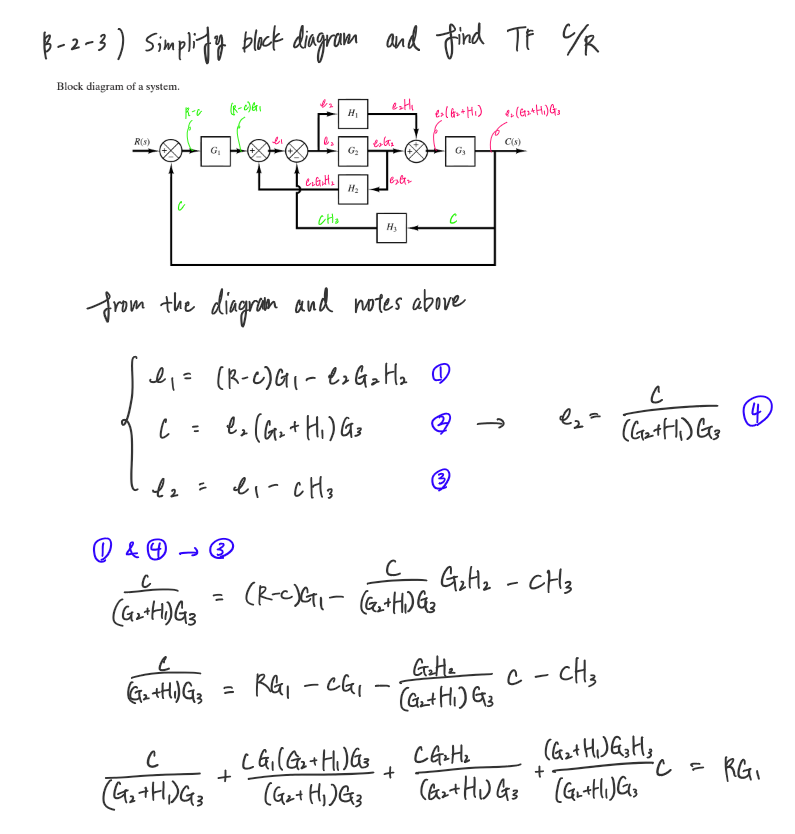 B-2-3) Simplify block diagram and find TF C/R
Block diagram of a system.
e₂ H₁ e₂H₁ e₂(G₂+H₁) e₂(G₂+H₁)G₃
R-C (R-C)G₁
R(s) + − G₁ + − e₁ + − e₂ G₂ e₂G₂ + + G₃ C(s)
e₂G₂H₂ H₂ e₂G₂
C CH₃ H₃ C
from the diagram and notes above
e₁ = (R-C)G₁ - e₂G₂H₂ ①
C = e₂(G₂+H₁)G₃ ② → e₂ = C/((G₂+H₁)G₃) ④
e₂ = e₁ - CH₃ ③
① & ④ → ③
C/((G₂+H₁)G₃) = (R-C)G₁ - C/((G₂+H₁)G₃) G₂H₂ - CH₃
C/((G₂+H₁)G₃) = RG₁ - CG₁ - G₂H₂/((G₂+H₁)G₃) C - CH₃
C/((G₂+H₁)G₃) + CG₁(G₂+H₁)G₃/((G₂+H₁)G₃) + CG₂H₂/((G₂+H₁)G₃) + (G₂+H₁)G₃H₃/((G₂+H₁)G₃) C = RG₁